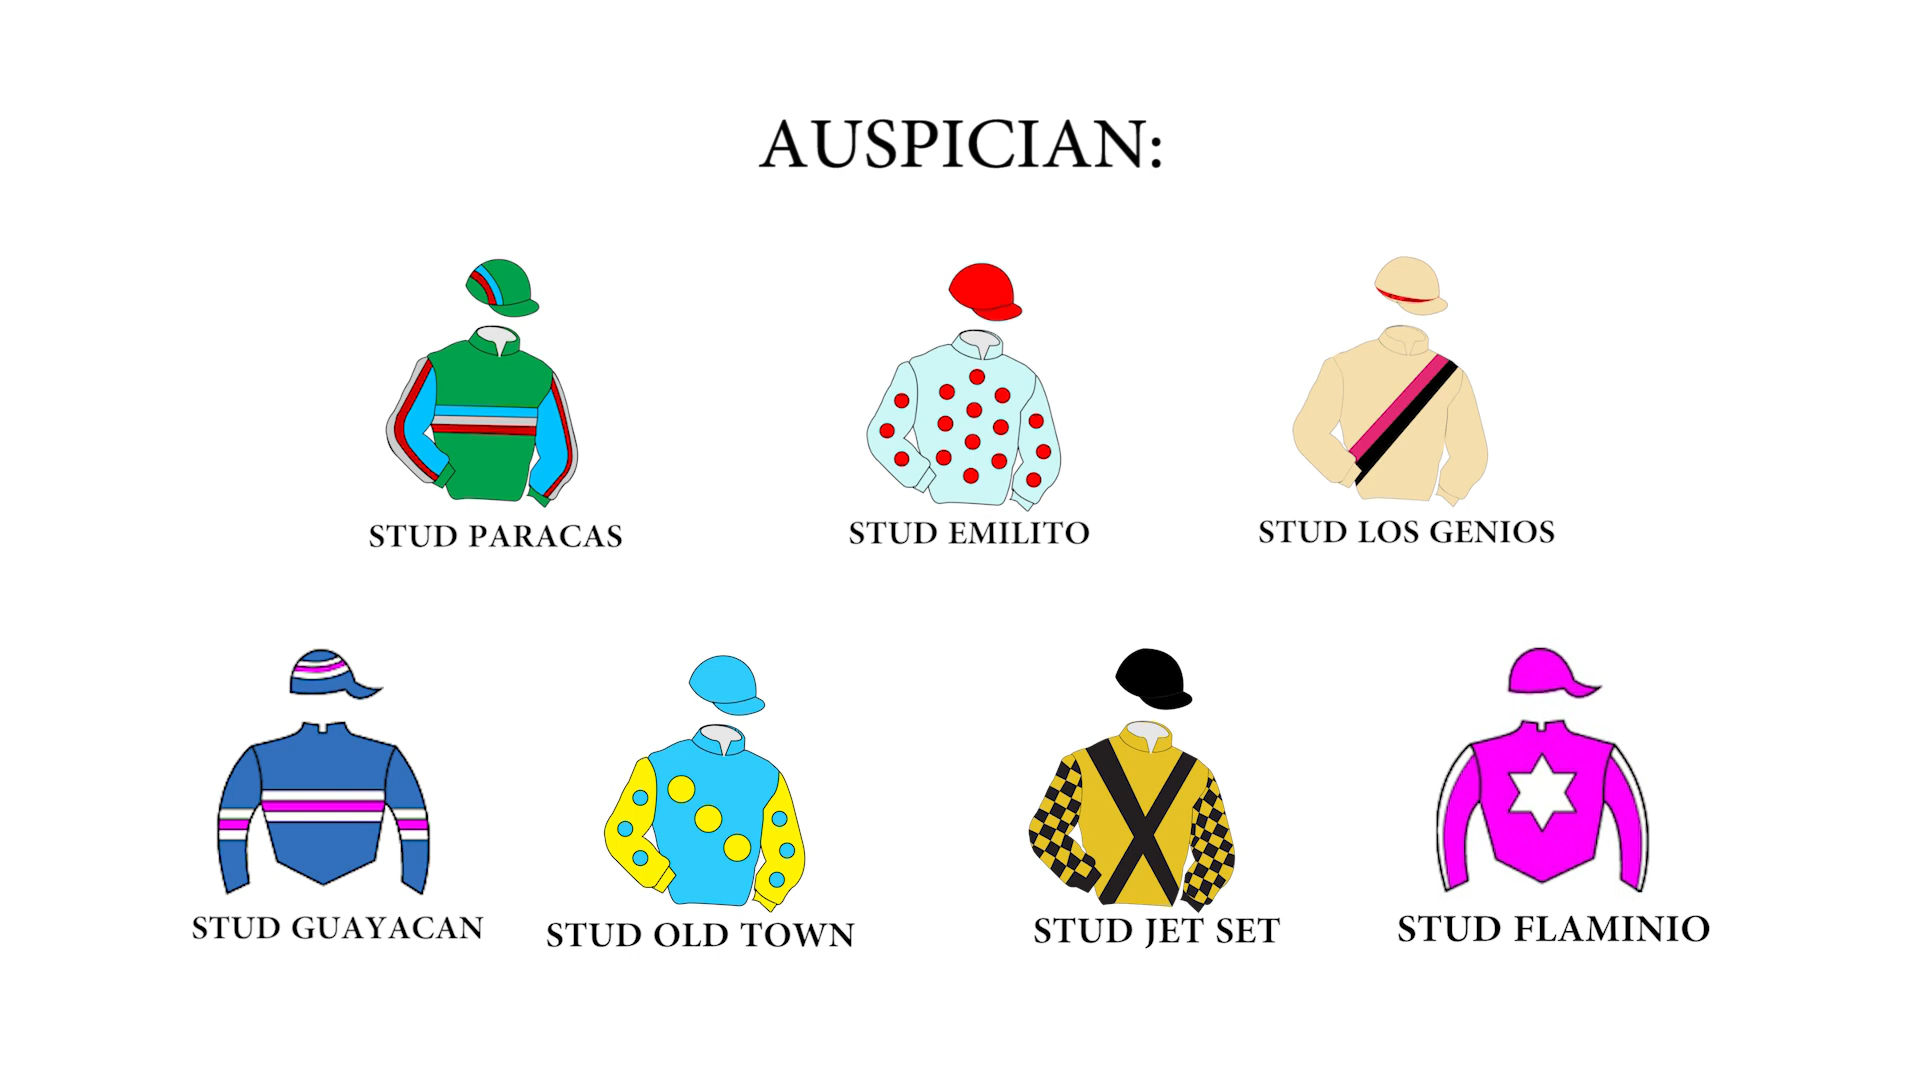 AUSPICIAN:
STUD PARACAS
STUD EMILITO
STUD LOS GENIOS
STUD GUAYACAN
STUD OLD TOWN
STUD JET SET
STUD FLAMINIO